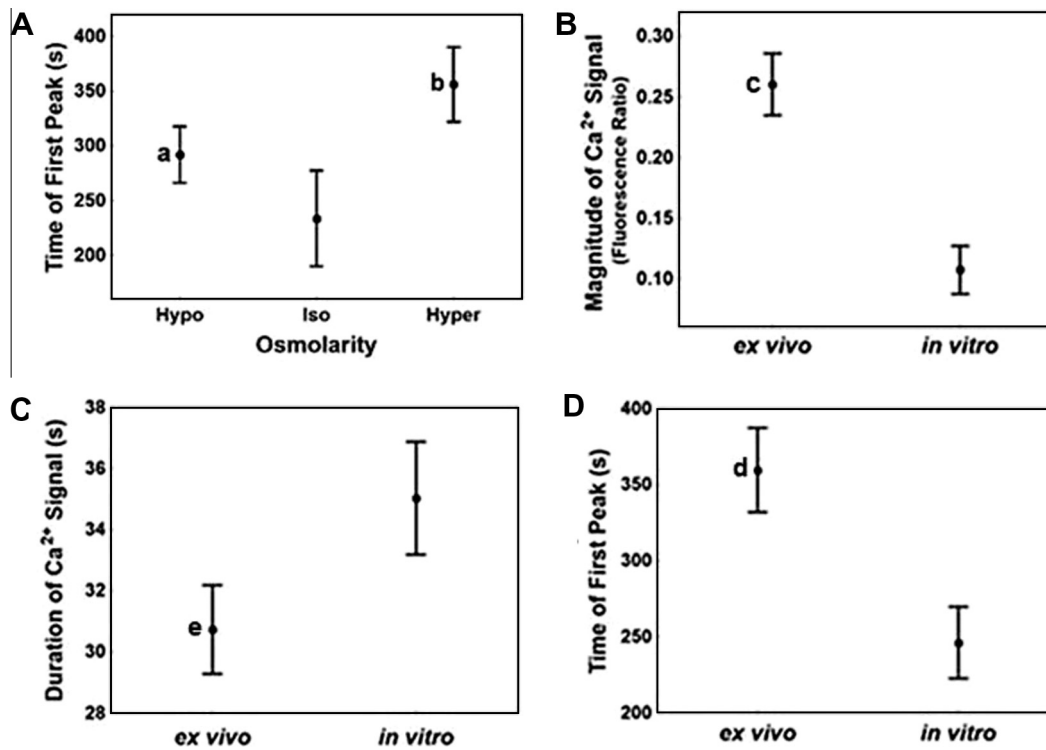 A
Time of First Peak (s)
400
350
300
250
200
a
b
Hypo
Iso
Hyper
Osmolarity
B
Magnitude of Ca²⁺ Signal
(Fluorescence Ratio)
0.30
0.25
0.20
0.15
0.10
c
ex vivo
in vitro
C
Duration of Ca²⁺ Signal (s)
38
36
34
32
30
28
e
ex vivo
in vitro
D
Time of First Peak (s)
400
350
300
250
200
d
ex vivo
in vitro